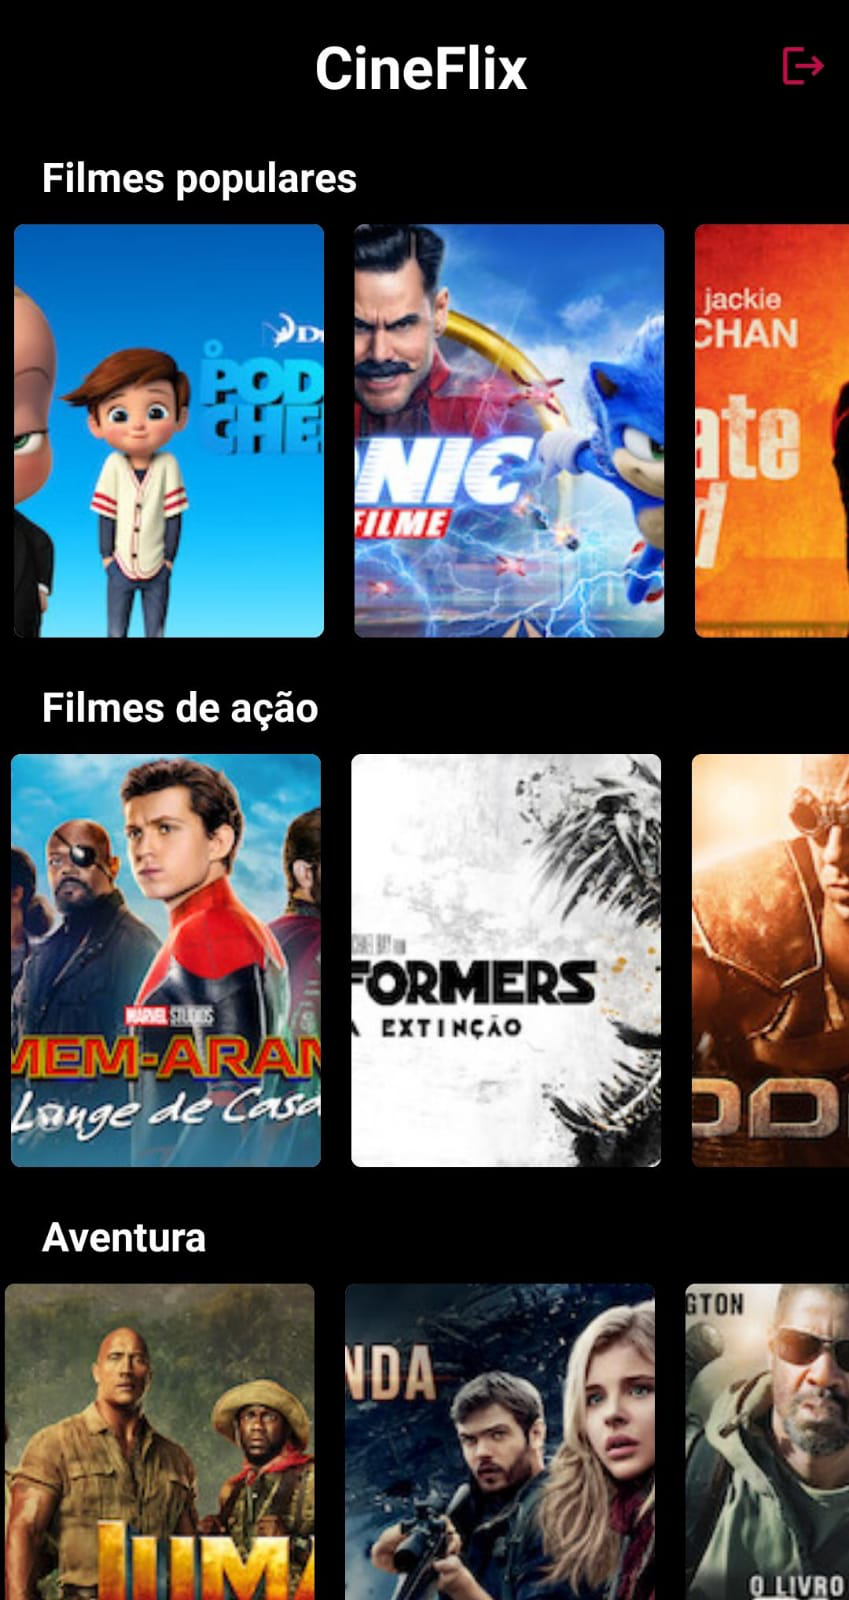 CineFlix
Filmes populares
O
POD
CHE
NIC
FILME
jackie
CHAN
ate
d
Filmes de ação
MARVEL STUDIOS
MEM-ARAN
Longe de Casa
FORMERS
A EXTINÇÃO
DDI
Aventura
JUMA
NDA
GTON
O LIVRO